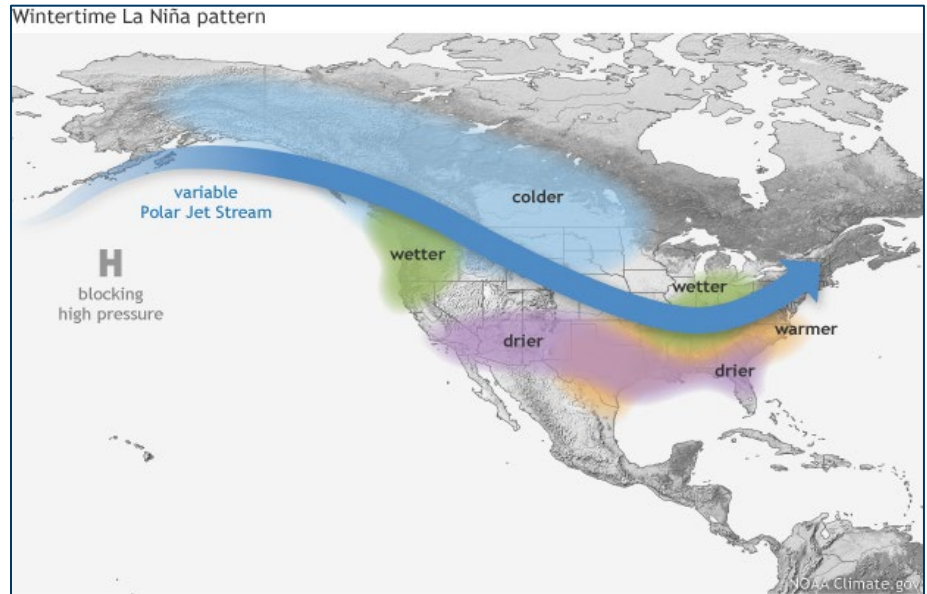 Wintertime La Niña pattern
variable
Polar Jet Stream
colder
H
blocking
high pressure
wetter
wetter
warmer
drier
drier
NOAA Climate.gov